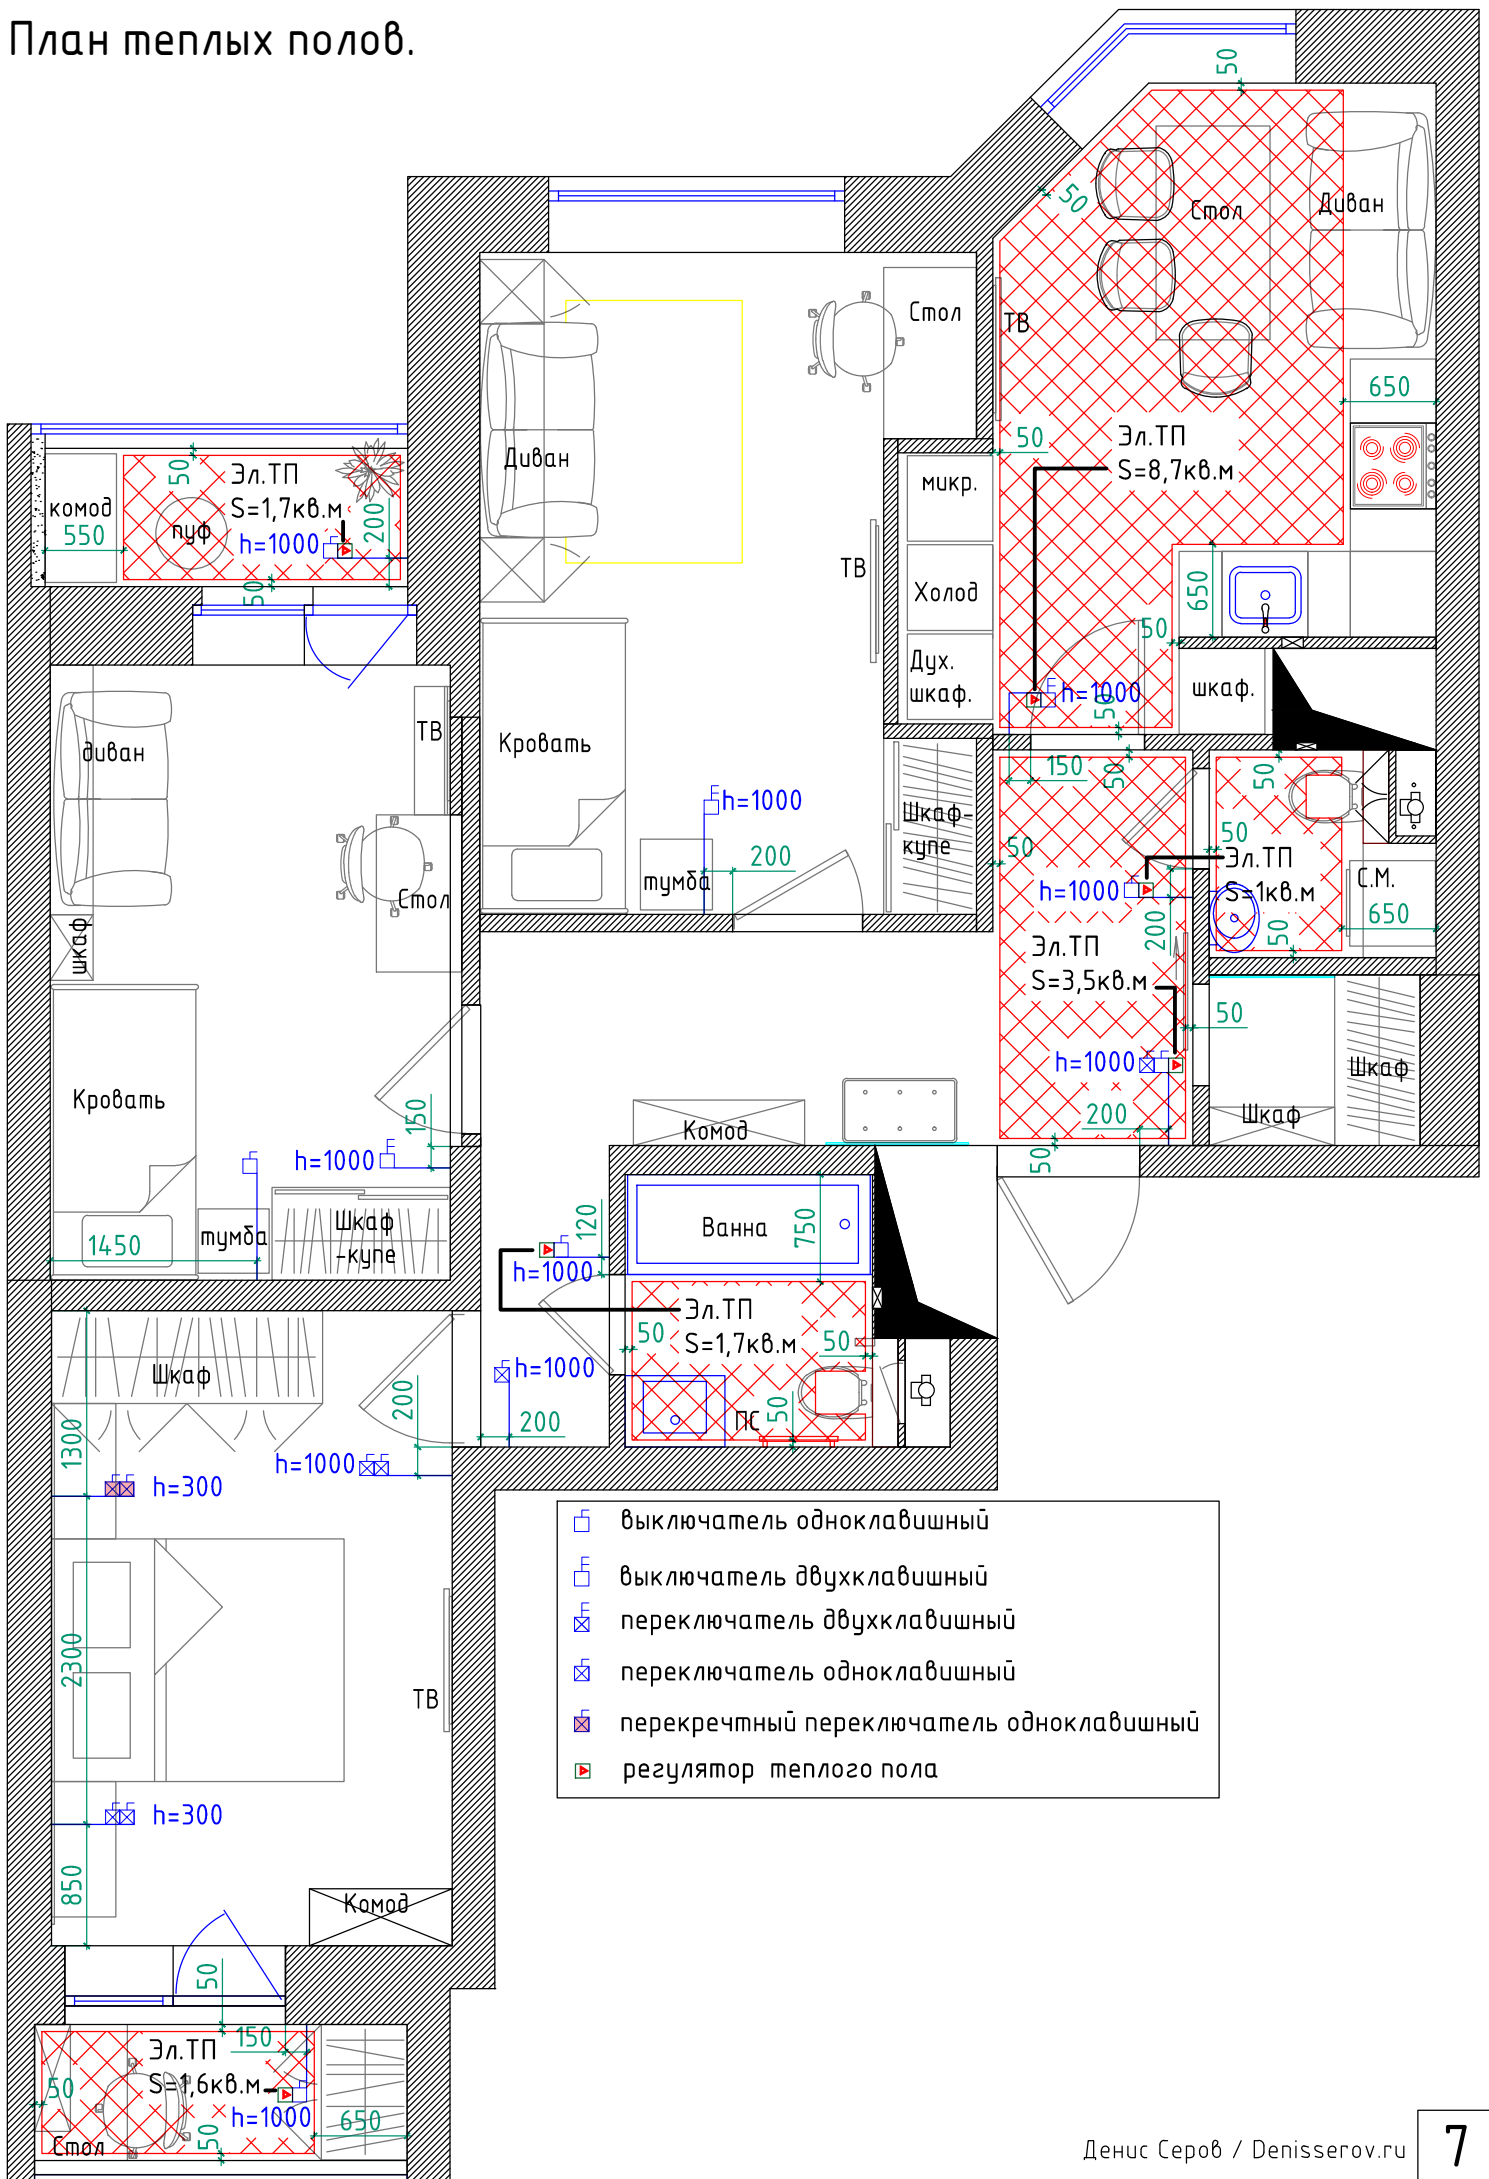 План теплых полов.
50
50
Стол
Диван
Стол
ТВ
650
50
Эл.ТП
S=8,7кв.м
Диван
микр.
50
Эл.ТП
S=1,7кв.м
комод
550
пуф
200
h=1000
50
ТВ
Холод
650
50
Дух.
шкаф.
h=1000
шкаф.
50
диван
ТВ
Кровать
150
50
50
h=1000
Шкаф-
купе
200
тумба
50
50
Эл.ТП
S=1кв.м
h=1000
С.М.
650
200
50
Стол
шкаф
Эл.ТП
S=3,5кв.м
50
h=1000
Шкаф
Шкаф
200
50
Кровать
150
h=1000
Комод
1450
тумба
Шкаф
-купе
120
h=1000
Ванна
750
Эл.ТП
S=1,7кв.м
50
50
50
ПС
h=1000
200
Шкаф
1300
200
h=1000
h=300
выключатель одноклавишный
выключатель двухклавишный
переключатель двухклавишный
переключатель одноклавишный
перекречтный переключатель одноклавишный
регулятор теплого пола
2300
ТВ
h=300
850
Комод
50
150
Эл.ТП
S=1,6кв.м
50
h=1000
650
50
Стол
Денис Серов / Denisserov.ru
7